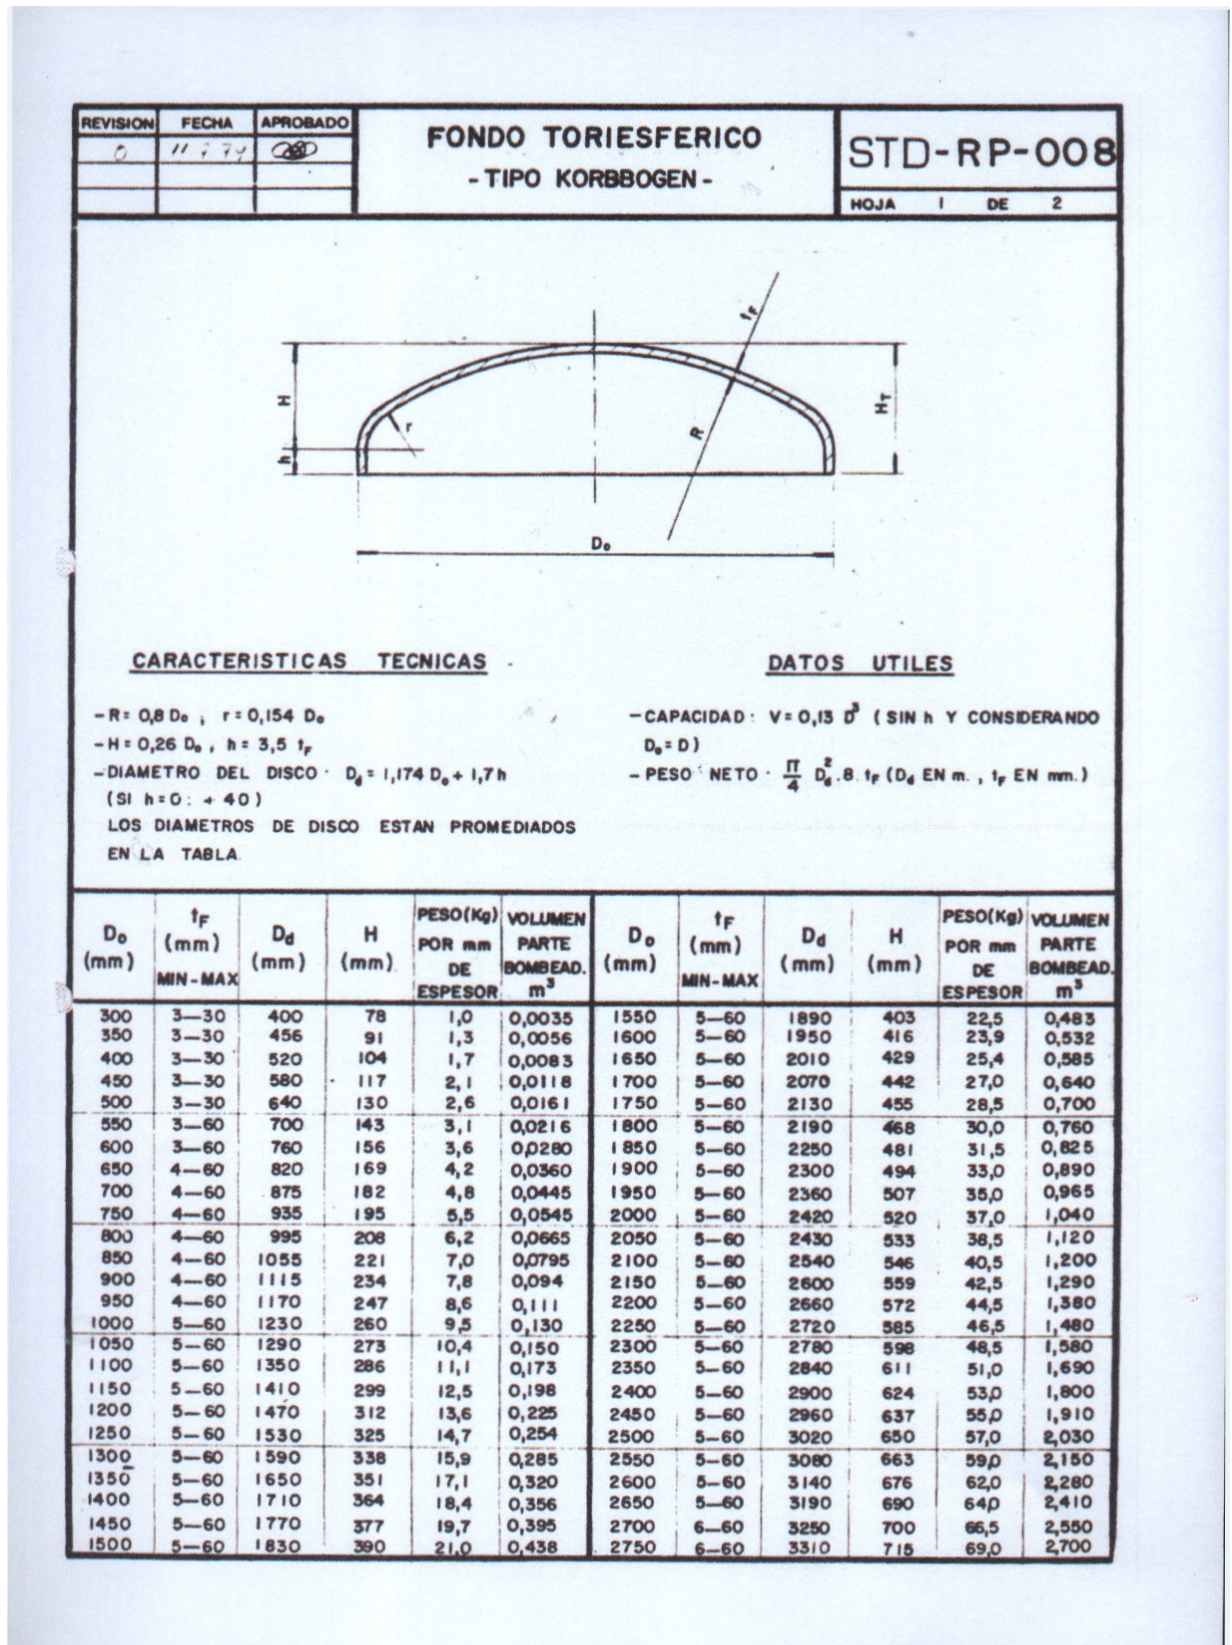 REVISION FECHA APROBADO
0 11.7.74
FONDO TORIESFERICO
- TIPO KORBBOGEN -
STD-RP-008
HOJA 1 DE 2
tF
H
HT
r
R
h
Do
CARACTERISTICAS TECNICAS
- R= 0,8 Do , r = 0,154 Do
- H = 0,26 Do , h = 3,5 tF
- DIAMETRO DEL DISCO · Dd = 1,174 Do + 1,7 h
(SI h = 0 : + 40)
LOS DIAMETROS DE DISCO ESTAN PROMEDIADOS
EN LA TABLA.
DATOS UTILES
- CAPACIDAD : V = 0,13 D³ ( SIN h Y CONSIDERANDO
Do = D )
- PESO NETO · π/4 Dd².8. tF (Dd EN m. , tF EN mm.)
Do (mm) tF (mm) MIN-MAX Dd (mm) H (mm) PESO(Kg) POR mm DE ESPESOR VOLUMEN PARTE BOMBEAD. m³ Do (mm) tF (mm) MIN-MAX Dd (mm) H (mm) PESO(Kg) POR mm DE ESPESOR VOLUMEN PARTE BOMBEAD. m³
300 3—30 400 78 1,0 0,0035 1550 5—60 1890 403 22,5 0,483
350 3—30 456 91 1,3 0,0056 1600 5—60 1950 416 23,9 0,532
400 3—30 520 104 1,7 0,0083 1650 5—60 2010 429 25,4 0,585
450 3—30 580 117 2,1 0,0118 1700 5—60 2070 442 27,0 0,640
500 3—30 640 130 2,6 0,0161 1750 5—60 2130 455 28,5 0,700
550 3—60 700 143 3,1 0,0216 1800 5—60 2190 468 30,0 0,760
600 3—60 760 156 3,6 0,0280 1850 5—60 2250 481 31,5 0,825
650 4—60 820 169 4,2 0,0360 1900 5—60 2300 494 33,0 0,890
700 4—60 875 182 4,8 0,0445 1950 5—60 2360 507 35,0 0,965
750 4—60 935 195 5,5 0,0545 2000 5—60 2420 520 37,0 1,040
800 4—60 995 208 6,2 0,0665 2050 5—60 2430 533 38,5 1,120
850 4—60 1055 221 7,0 0,0795 2100 5—60 2540 546 40,5 1,200
900 4—60 1115 234 7,8 0,094 2150 5—60 2600 559 42,5 1,290
950 4—60 1170 247 8,6 0,111 2200 5—60 2660 572 44,5 1,380
1000 5—60 1230 260 9,5 0,130 2250 5—60 2720 585 46,5 1,480
1050 5—60 1290 273 10,4 0,150 2300 5—60 2780 598 48,5 1,580
1100 5—60 1350 286 11,1 0,173 2350 5—60 2840 611 51,0 1,690
1150 5—60 1410 299 12,5 0,198 2400 5—60 2900 624 53,0 1,800
1200 5—60 1470 312 13,6 0,225 2450 5—60 2960 637 55,0 1,910
1250 5—60 1530 325 14,7 0,254 2500 5—60 3020 650 57,0 2,030
1300 5—60 1590 338 15,9 0,285 2550 5—60 3080 663 59,0 2,150
1350 5—60 1650 351 17,1 0,320 2600 5—60 3140 676 62,0 2,280
1400 5—60 1710 364 18,4 0,356 2650 5—60 3190 690 64,0 2,410
1450 5—60 1770 377 19,7 0,395 2700 6—60 3250 700 66,5 2,550
1500 5—60 1830 390 21,0 0,438 2750 6—60 3310 715 69,0 2,700